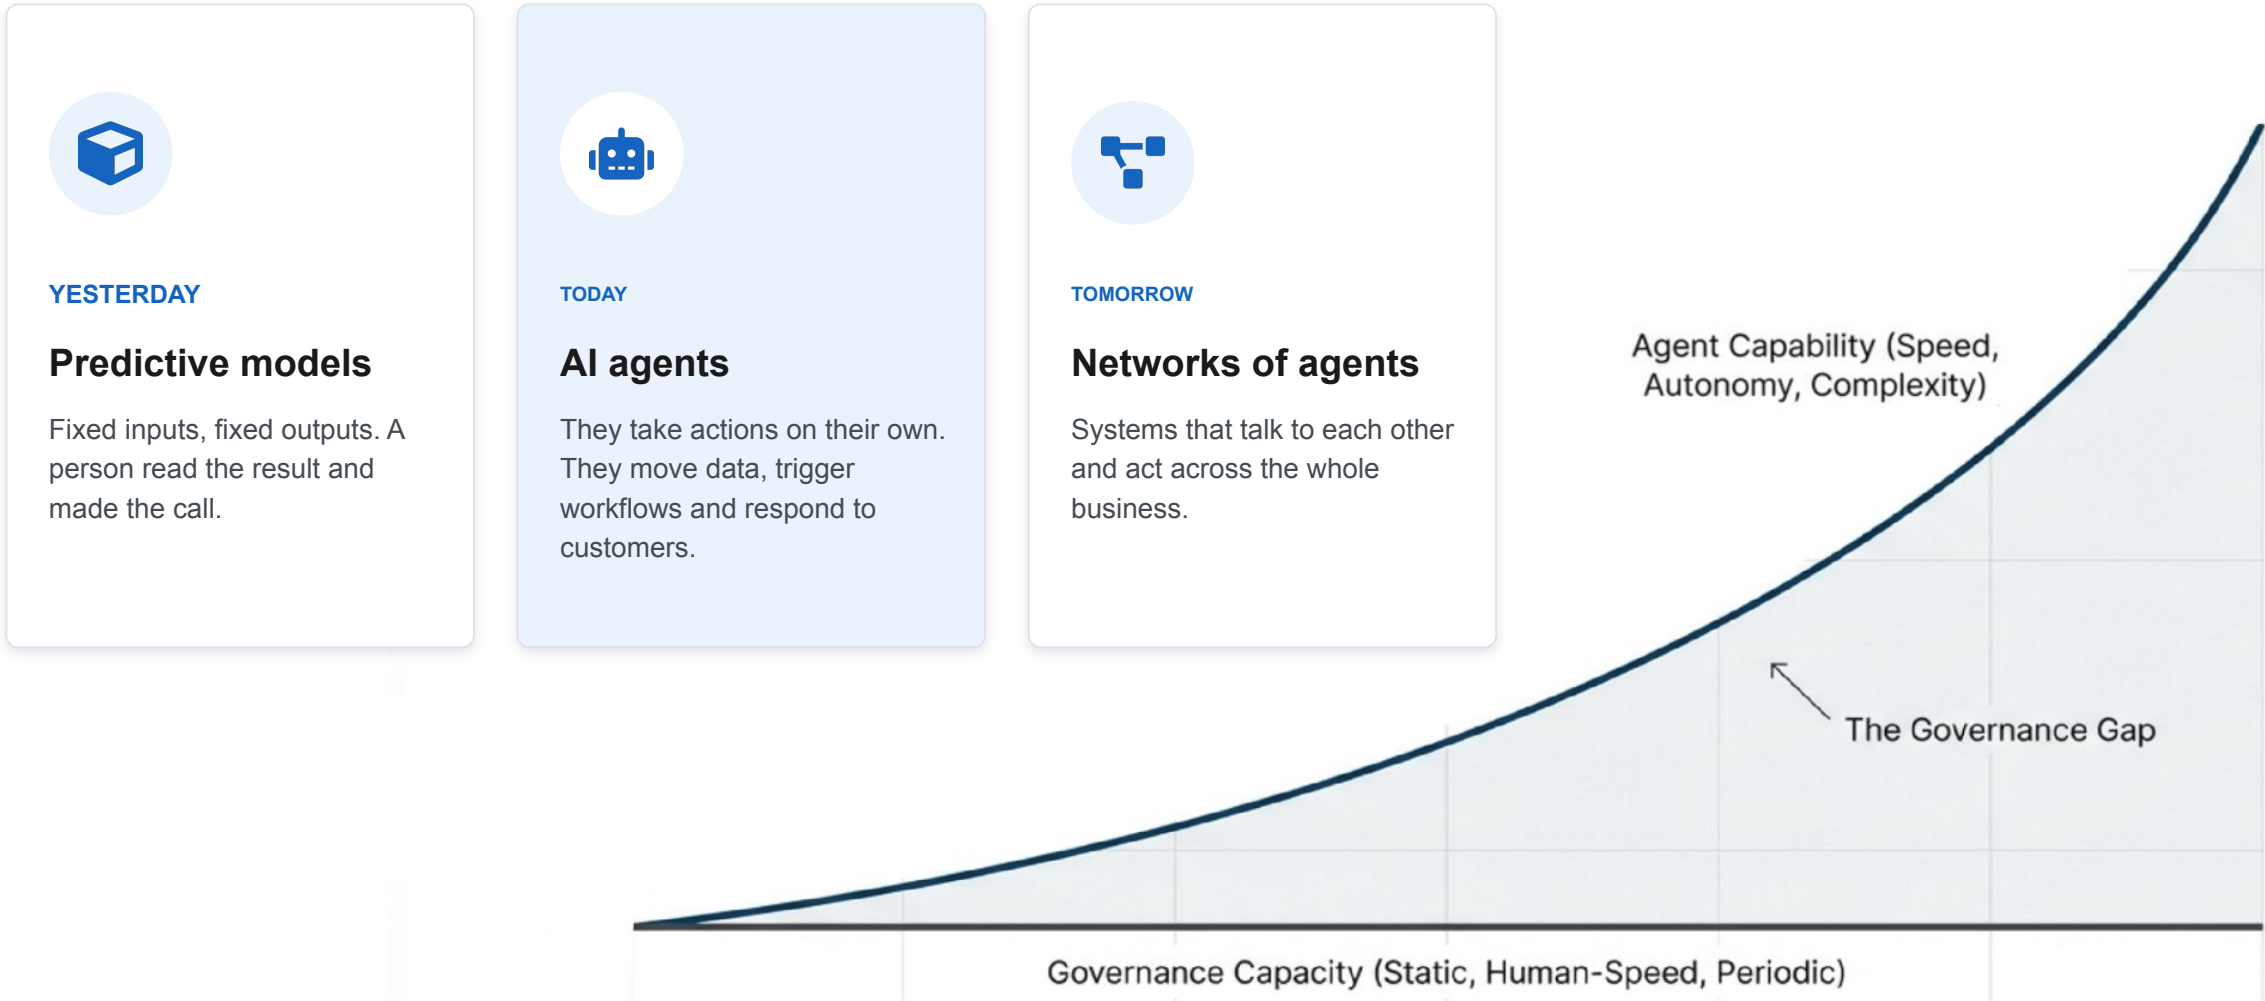 YESTERDAY
Predictive models
Fixed inputs, fixed outputs. A
person read the result and
made the call.
TODAY
AI agents
They take actions on their own.
They move data, trigger
workflows and respond to
customers.
TOMORROW
Networks of agents
Systems that talk to each other
and act across the whole
business.
Agent Capability (Speed,
Autonomy, Complexity)
The Governance Gap
Governance Capacity (Static, Human-Speed, Periodic)